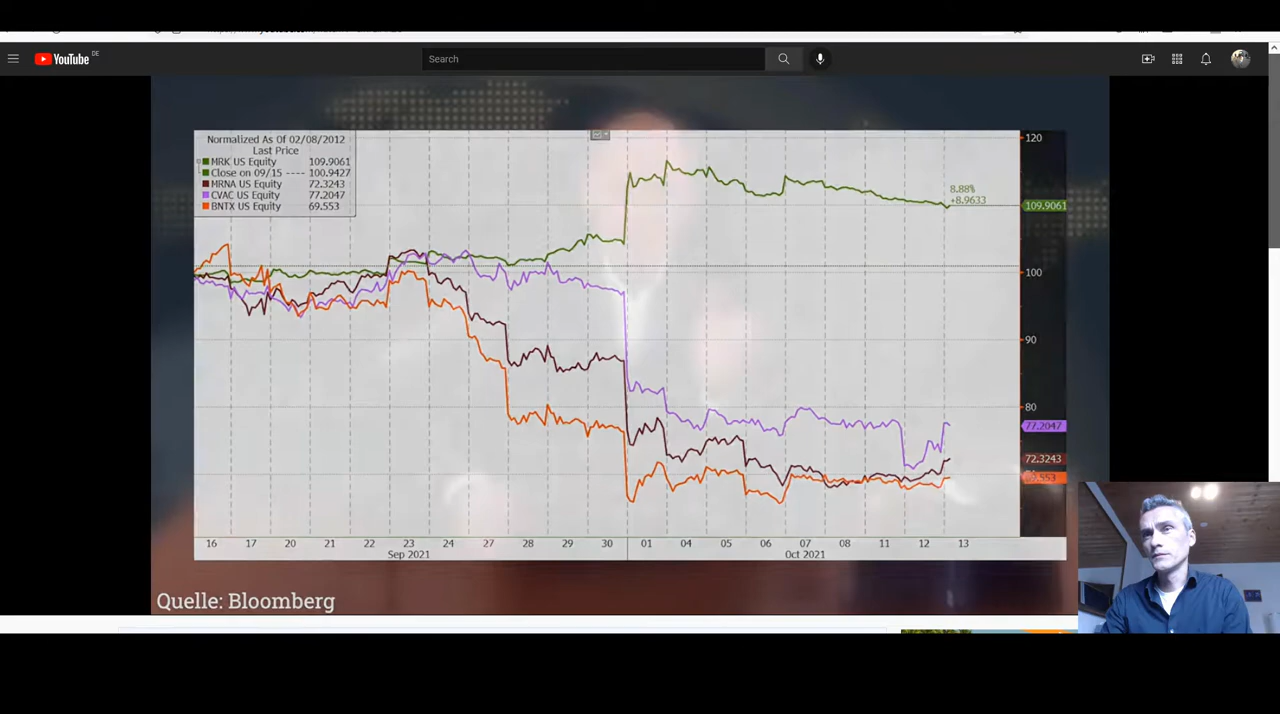 YouTube DE
Search
Normalized As Of 02/08/2012
Last Price
MRK US Equity 109.9061
Close on 09/15 ---- 100.9427
MRNA US Equity 72.3243
CVAC US Equity 77.2047
BNTX US Equity 69.553
8.88%
+8.9633
120
109.9061
100
90
80
77.2047
72.3243
69.553
16 17 20 21 22 23 24 27 28 29 30 01 04 05 06 07 08 11 12 13
Sep 2021 Oct 2021
Quelle: Bloomberg